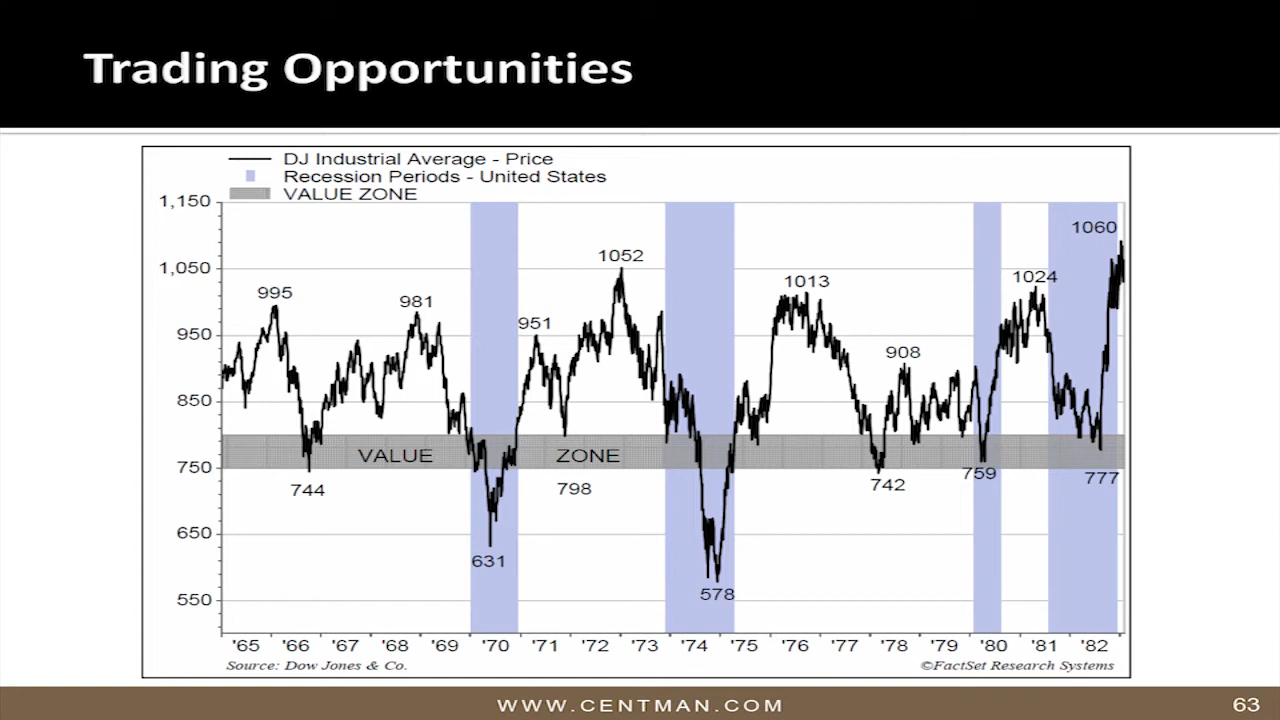 Trading Opportunities
DJ Industrial Average - Price
Recession Periods - United States
VALUE ZONE
1,150
1,050
950
850
750
650
550
995
744
981
631
951
798
1052
578
1013
742
908
759
1024
777
1060
VALUE ZONE
'65 '66 '67 '68 '69 '70 '71 '72 '73 '74 '75 '76 '77 '78 '79 '80 '81 '82
Source: Dow Jones & Co. ©FactSet Research Systems
WWW.CENTMAN.COM 63